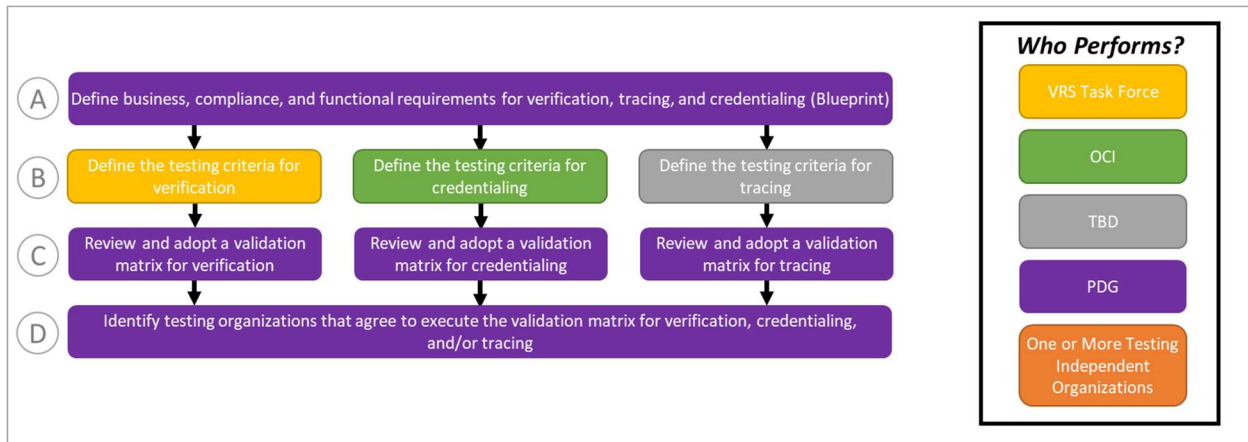 A
Define business, compliance, and functional requirements for verification, tracing, and credentialing (Blueprint)
B
Define the testing criteria for
verification
Define the testing criteria for
credentialing
Define the testing criteria for
tracing
C
Review and adopt a validation
matrix for verification
Review and adopt a validation
matrix for credentialing
Review and adopt a validation
matrix for tracing
D
Identify testing organizations that agree to execute the validation matrix for verification, credentialing,
and/or tracing
Who Performs?
VRS Task Force
OCI
TBD
PDG
One or More Testing
Independent
Organizations